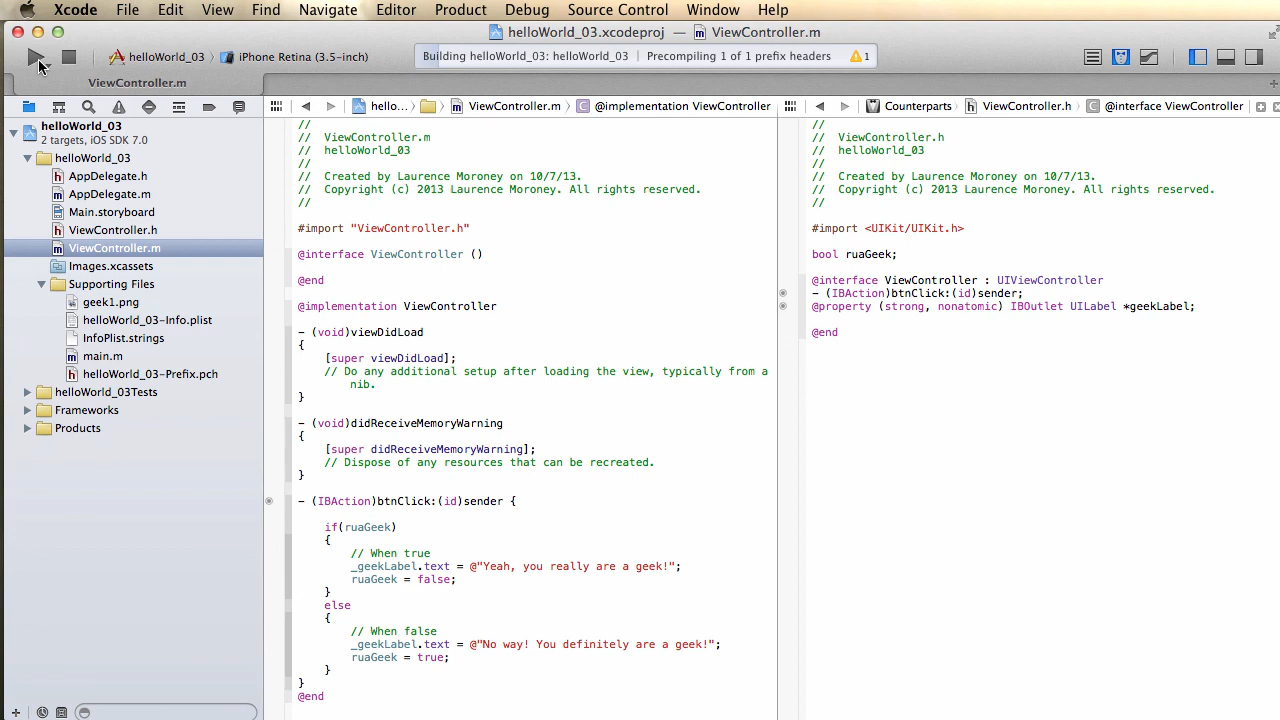 Xcode File Edit View Find Navigate Editor Product Debug Source Control Window Help
helloWorld_03.xcodeproj — ViewController.m
helloWorld_03 iPhone Retina (3.5-inch)
Building helloWorld_03: helloWorld_03 Precompiling 1 of 1 prefix headers 1
ViewController.m
hello... ViewController.m @implementation ViewController
Counterparts ViewController.h @interface ViewController
helloWorld_03
2 targets, iOS SDK 7.0
helloWorld_03
AppDelegate.h
AppDelegate.m
Main.storyboard
ViewController.h
ViewController.m
Images.xcassets
Supporting Files
geek1.png
helloWorld_03-Info.plist
InfoPlist.strings
main.m
helloWorld_03-Prefix.pch
helloWorld_03Tests
Frameworks
Products
//
// ViewController.m
// helloWorld_03
//
// Created by Laurence Moroney on 10/7/13.
// Copyright (c) 2013 Laurence Moroney. All rights reserved.
//
#import "ViewController.h"
@interface ViewController ()
@end
@implementation ViewController
- (void)viewDidLoad
{
[super viewDidLoad];
// Do any additional setup after loading the view, typically from a
nib.
}
- (void)didReceiveMemoryWarning
{
[super didReceiveMemoryWarning];
// Dispose of any resources that can be recreated.
}
- (IBAction)btnClick:(id)sender {
if(ruaGeek)
{
// When true
_geekLabel.text = @"Yeah, you really are a geek!";
ruaGeek = false;
}
else
{
// When false
_geekLabel.text = @"No way! You definitely are a geek!";
ruaGeek = true;
}
}
@end
//
// ViewController.h
// helloWorld_03
//
// Created by Laurence Moroney on 10/7/13.
// Copyright (c) 2013 Laurence Moroney. All rights reserved.
//
#import <UIKit/UIKit.h>
bool ruaGeek;
@interface ViewController : UIViewController
- (IBAction)btnClick:(id)sender;
@property (strong, nonatomic) IBOutlet UILabel *geekLabel;
@end